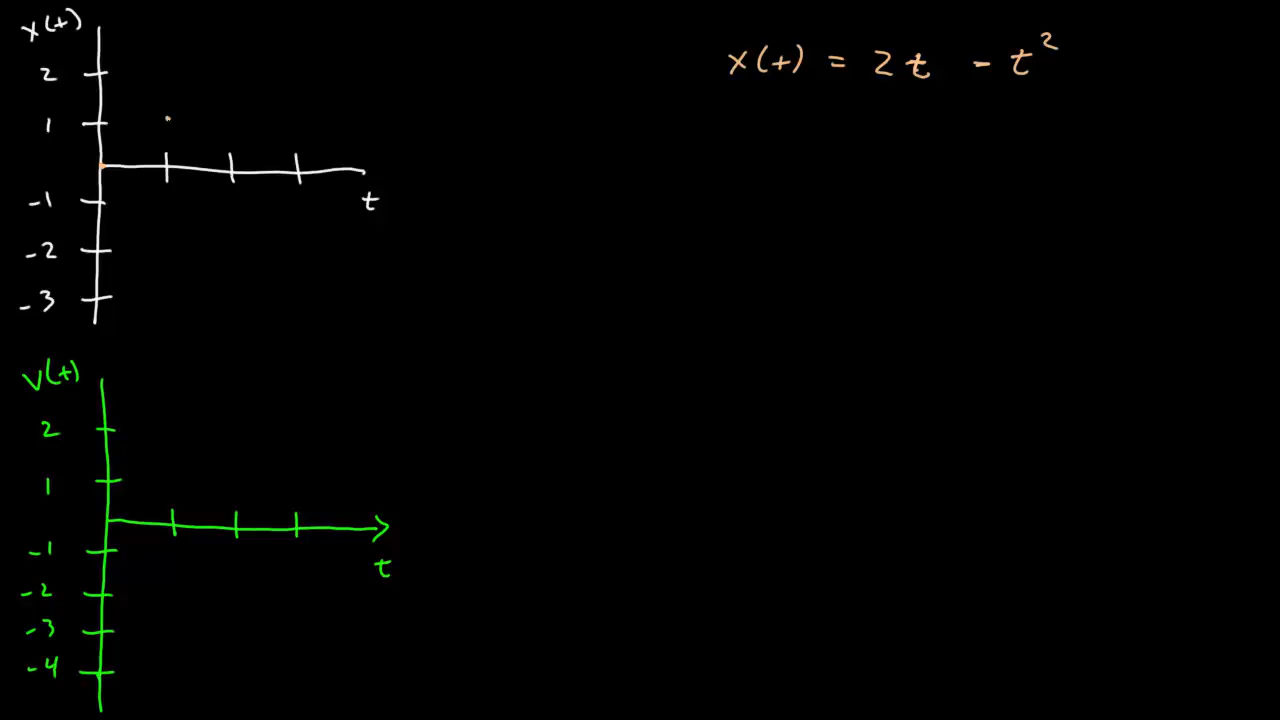 x(t)
x(t) = 2t - t²
2
1
-1
t
-2
-3
v(t)
2
1
-1
t
-2
-3
-4